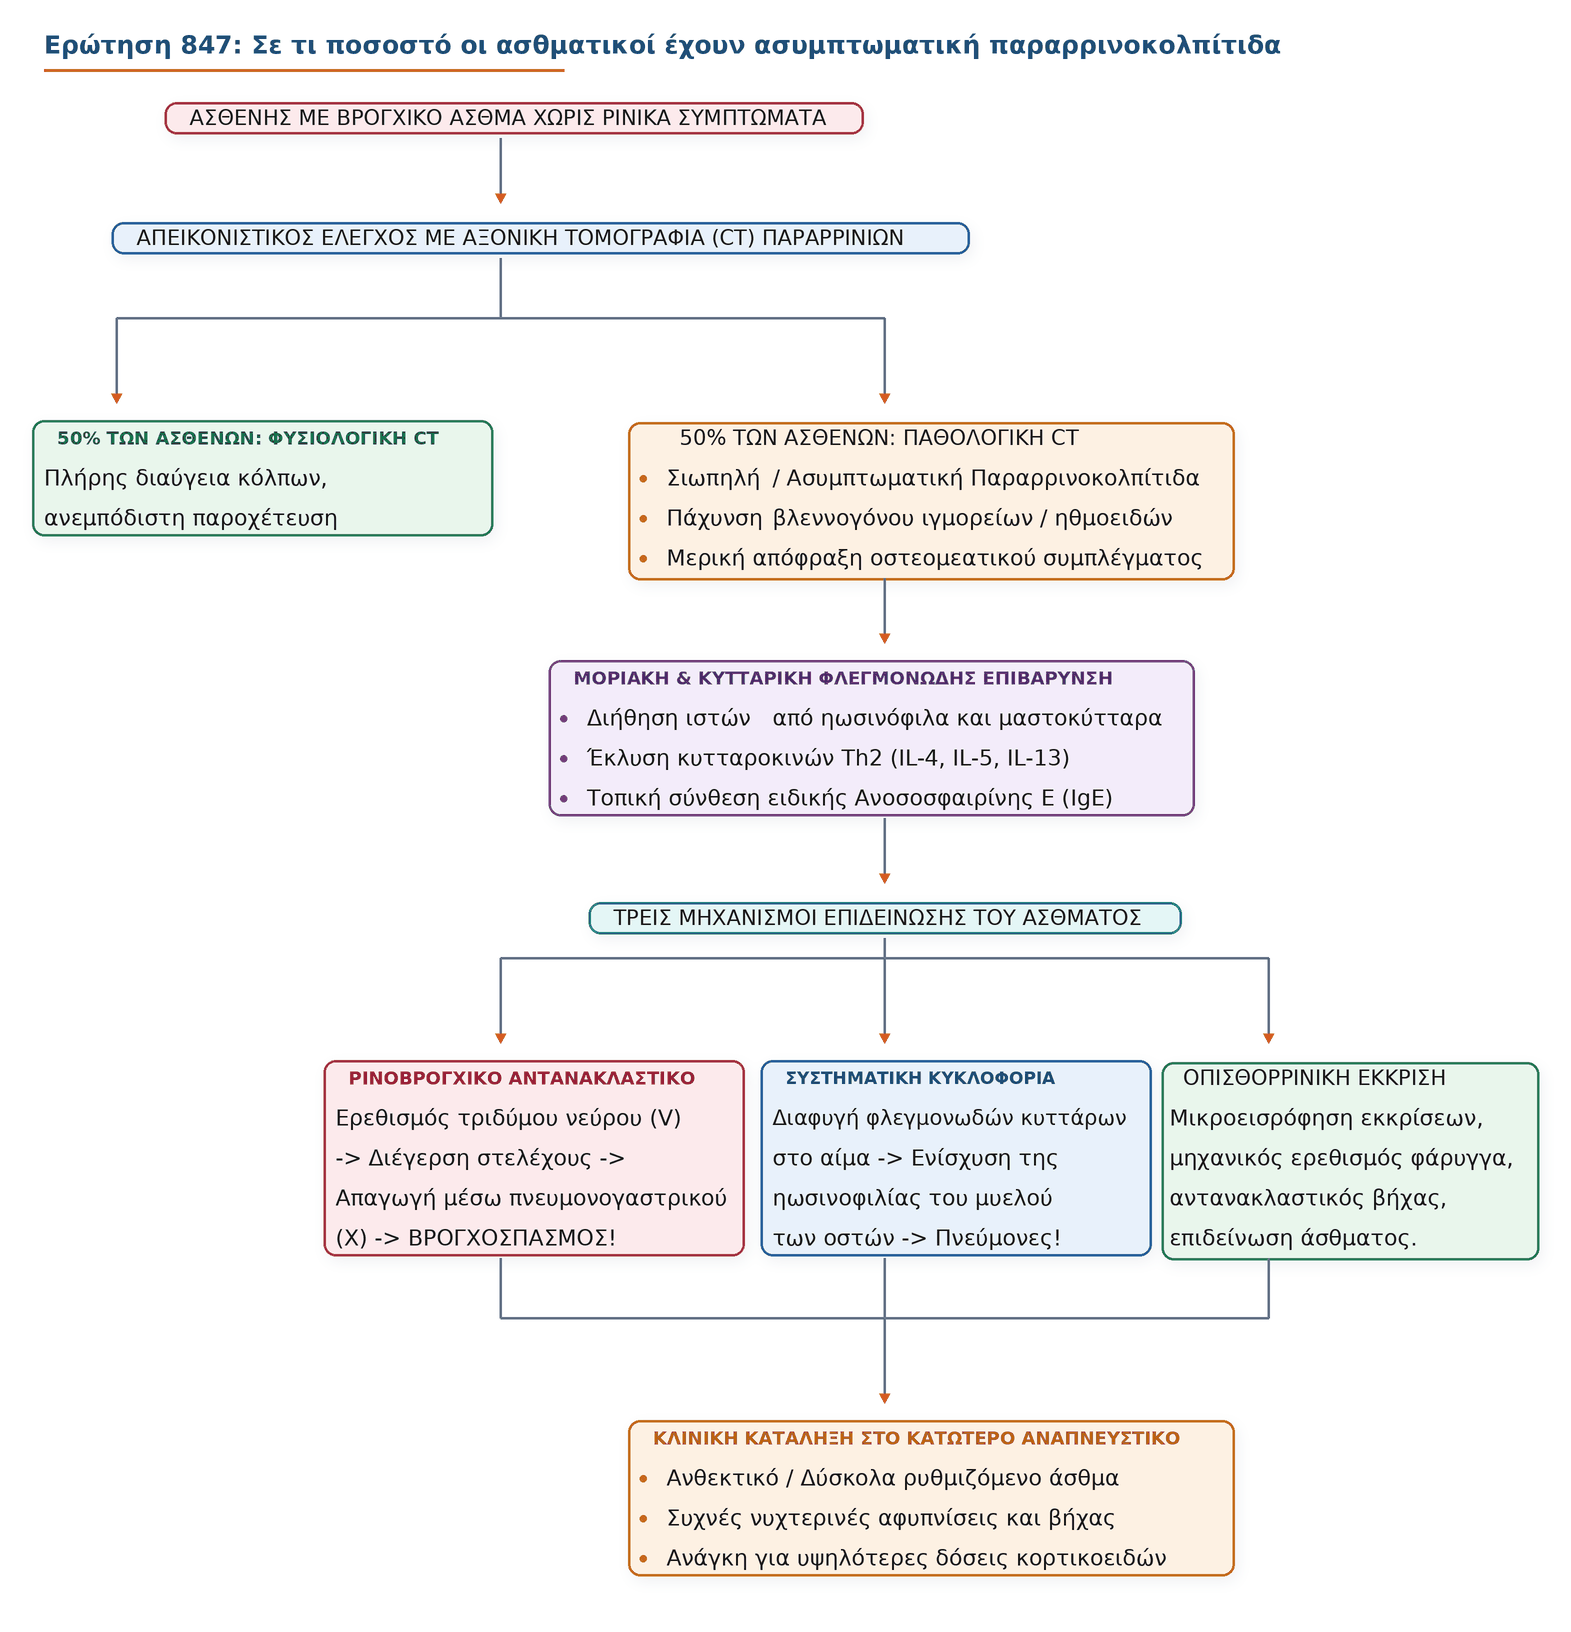 Ερώτηση 847: Σε τι ποσοστό οι ασθματικοί έχουν ασυμπτωματική παραρρινοκολπίτιδα
ΑΣΘΕΝΗΣ ΜΕ ΒΡΟΓΧΙΚΟ ΑΣΘΜΑ ΧΩΡΙΣ ΡΙΝΙΚΑ ΣΥΜΠΤΩΜΑΤΑ
ΑΠΕΙΚΟΝΙΣΤΙΚΟΣ ΕΛΕΓΧΟΣ ΜΕ ΑΞΟΝΙΚΗ ΤΟΜΟΓΡΑΦΙΑ (CT) ΠΑΡΑΡΡΙΝΙΩΝ
50% ΤΩΝ ΑΣΘΕΝΩΝ: ΦΥΣΙΟΛΟΓΙΚΗ CT
Πλήρης διαύγεια κόλπων,
ανεμπόδιστη παροχέτευση
50% ΤΩΝ ΑΣΘΕΝΩΝ: ΠΑΘΟΛΟΓΙΚΗ CT
• Σιωπηλή / Ασυμπτωματική Παραρρινοκολπίτιδα
• Πάχυνση βλεννογόνου ιγμορείων / ηθμοειδών
• Μερική απόφραξη οστεομεατικού συμπλέγματος
ΜΟΡΙΑΚΗ & ΚΥΤΤΑΡΙΚΗ ΦΛΕΓΜΟΝΩΔΗΣ ΕΠΙΒΑΡΥΝΣΗ
• Διήθηση ιστών από ηωσινόφιλα και μαστοκύτταρα
• Έκλυση κυτταροκινών Th2 (IL-4, IL-5, IL-13)
• Τοπική σύνθεση ειδικής Ανοσοσφαιρίνης Ε (IgE)
ΤΡΕΙΣ ΜΗΧΑΝΙΣΜΟΙ ΕΠΙΔΕΙΝΩΣΗΣ ΤΟΥ ΑΣΘΜΑΤΟΣ
ΡΙΝΟΒΡΟΓΧΙΚΟ ΑΝΤΑΝΑΚΛΑΣΤΙΚΟ
Ερεθισμός τριδύμου νεύρου (V)
-> Διέγερση στελέχους ->
Απαγωγή μέσω πνευμονογαστρικού
(X) -> ΒΡΟΓΧΟΣΠΑΣΜΟΣ!
ΣΥΣΤΗΜΑΤΙΚΗ ΚΥΚΛΟΦΟΡΙΑ
Διαφυγή φλεγμονωδών κυττάρων
στο αίμα -> Ενίσχυση της
ηωσινοφιλίας του μυελού
των οστών -> Πνεύμονες!
ΟΠΙΣΘΟΡΡΙΝΙΚΗ ΕΚΚΡΙΣΗ
Μικροεισρόφηση εκκρίσεων,
μηχανικός ερεθισμός φάρυγγα,
αντανακλαστικός βήχας,
επιδείνωση άσθματος.
ΚΛΙΝΙΚΗ ΚΑΤΑΛΗΞΗ ΣΤΟ ΚΑΤΩΤΕΡΟ ΑΝΑΠΝΕΥΣΤΙΚΟ
• Ανθεκτικό / Δύσκολα ρυθμιζόμενο άσθμα
• Συχνές νυχτερινές αφυπνίσεις και βήχας
• Ανάγκη για υψηλότερες δόσεις κορτικοειδών